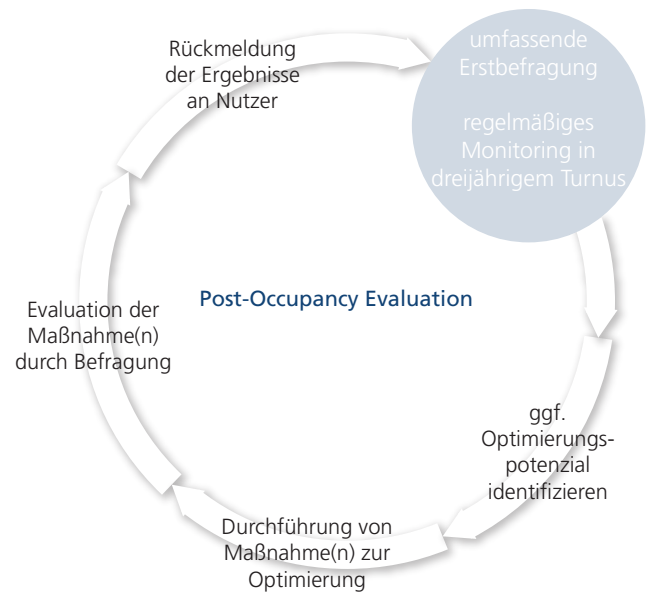 umfassende
Erstbefragung
regelmäßiges
Monitoring in
dreijährigem Turnus
ggf.
Optimierungs-
potenzial
identifizieren
Durchführung von
Maßnahme(n) zur
Optimierung
Evaluation der
Maßnahme(n)
durch Befragung
Rückmeldung
der Ergebnisse
an Nutzer
Post-Occupancy Evaluation